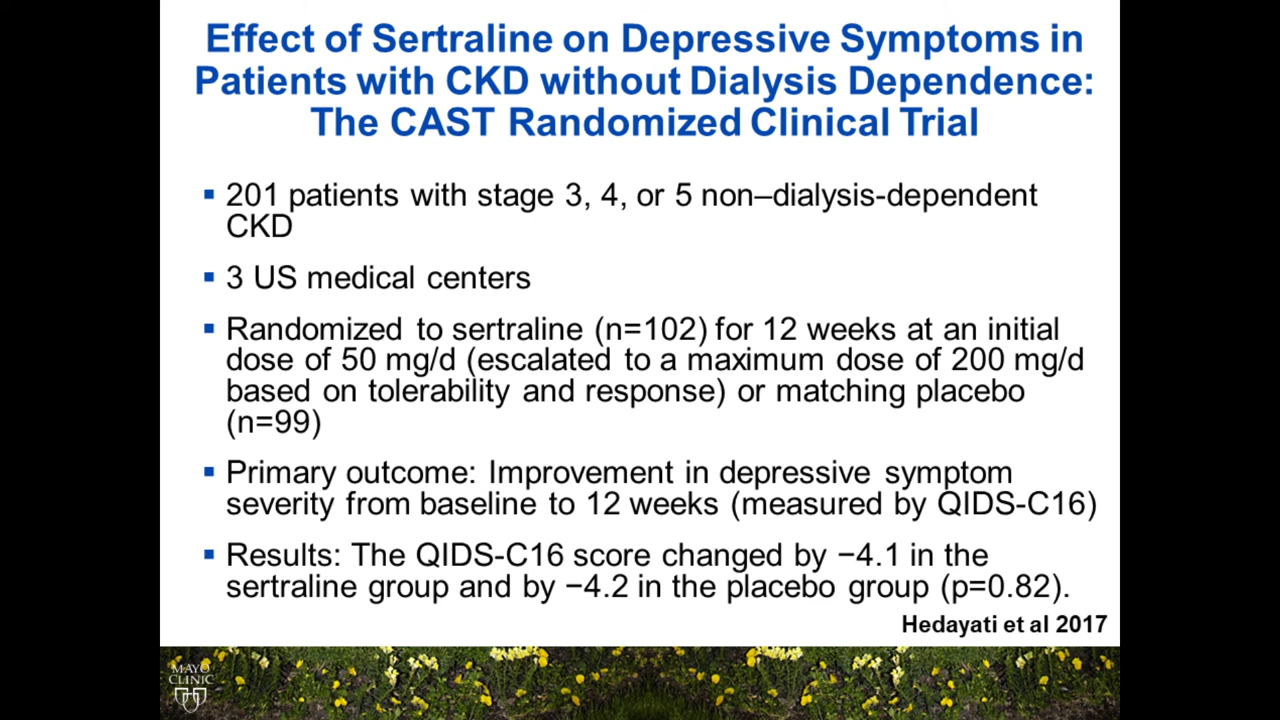 Effect of Sertraline on Depressive Symptoms in
Patients with CKD without Dialysis Dependence:
The CAST Randomized Clinical Trial
▪ 201 patients with stage 3, 4, or 5 non–dialysis-dependent
CKD
▪ 3 US medical centers
▪ Randomized to sertraline (n=102) for 12 weeks at an initial
dose of 50 mg/d (escalated to a maximum dose of 200 mg/d
based on tolerability and response) or matching placebo
(n=99)
▪ Primary outcome: Improvement in depressive symptom
severity from baseline to 12 weeks (measured by QIDS-C16)
▪ Results: The QIDS-C16 score changed by −4.1 in the
sertraline group and by −4.2 in the placebo group (p=0.82).
Hedayati et al 2017
MAYO
CLINIC